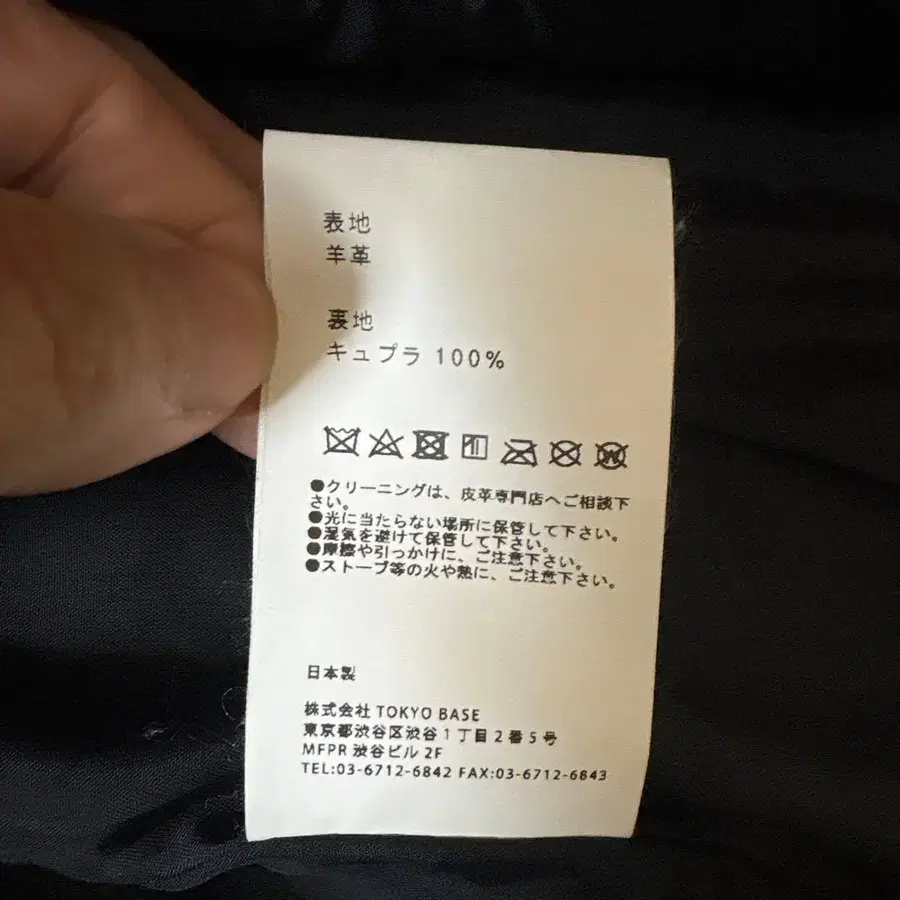 表地
羊革
裏地
キュプラ 100%
●クリーニングは、皮革専門店へご相談下
さい。
●光に当たらない場所に保管して下さい。
●湿気を避けて保管して下さい。
●摩擦や引っかけに、ご注意下さい。
●ストーブ等の火や熱に、ご注意下さい。
日本製
株式会社 TOKYO BASE
東京都渋谷区渋谷1丁目2番5号
MFPR 渋谷ビル 2F
TEL:03-6712-6842 FAX:03-6712-6843